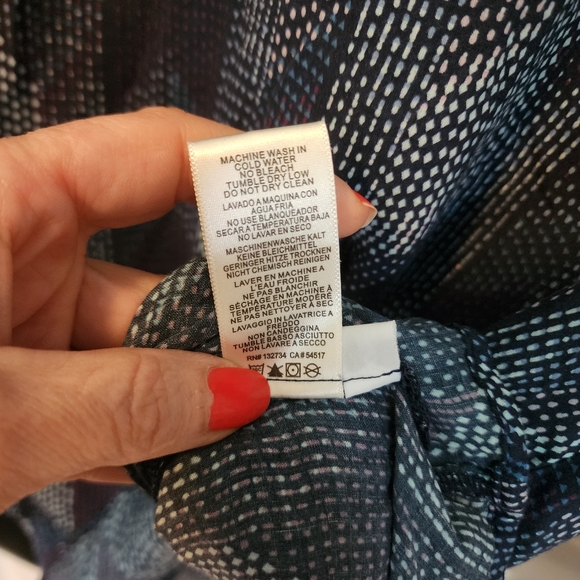 MACHINE WASH IN
COLD WATER
NO BLEACH
TUMBLE DRY LOW
DO NOT DRY CLEAN
LAVADO A MAQUINA CON
AGUA FRIA
NO USE BLANQUEADOR
SECAR A TEMPERATURA BAJA
NO LAVAR EN SECO
MASCHINENWASCHE KALT
KEINE BLEICHMITTEL
GERINGER HITZE TROCKNEN
NICHT CHEMISCH REINIGEN
LAVER EN MACHINE A
L'EAU FROIDE
NE PAS BLANCHIR
SÉCHAGE EN MACHINE À
TEMPÉRATURE MODÉRÉ
NE PAS NETTOYER À SEC
LAVAGGIO IN LAVATRICE A
FREDDO
NON CANDEGGINA
TUMBLE BASSO ASCIUTTO
NON LAVARE A SECCO
RN# 132734 CA# 54517